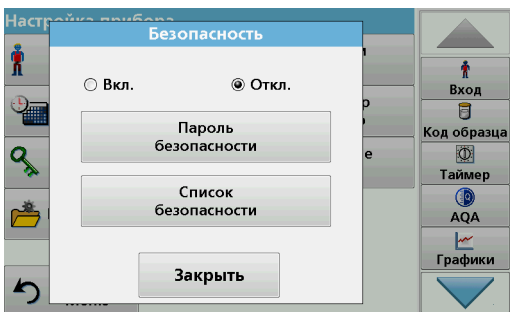 Настройка прибора
Безопасность
Вкл.
Откл.
Пароль
безопасности
Список
безопасности
Закрыть
Вход
Код образца
Таймер
AQA
Графики